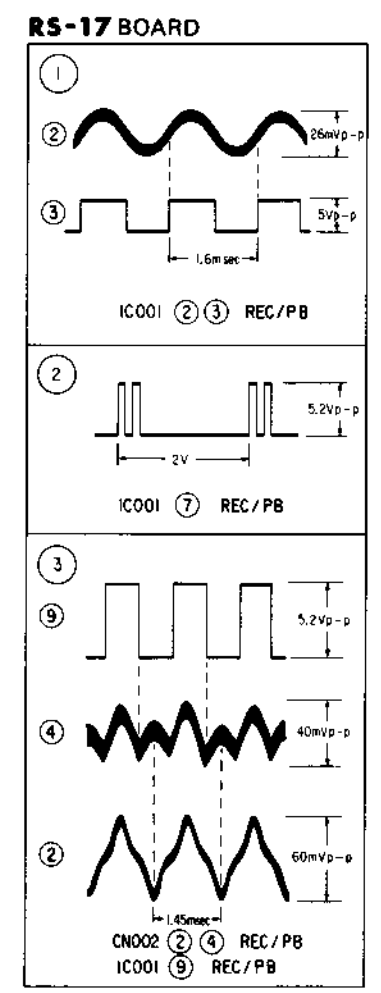 RS-17 BOARD
1
② 26mVp-p
③ 5Vp-p
1.6msec
IC001 ② ③ REC/PB
2
5.2Vp-p
2V
IC001 ⑦ REC/PB
3
⑨ 5.2Vp-p
④ 40mVp-p
② 60mVp-p
1.45msec
CN002 ② ④ REC/PB
IC001 ⑨ REC/PB